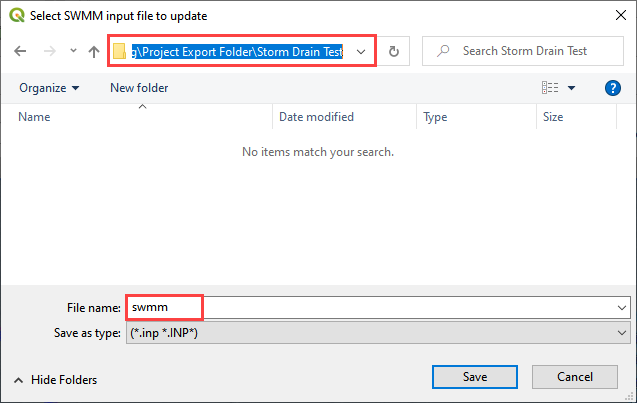 Select SWMM input file to update
g\Project Export Folder\Storm Drain Test
Search Storm Drain Test
Organize
New folder
?
Name Date modified Type Size
No items match your search.
File name: swmm
Save as type: (*.inp *.INP*)
Hide Folders
Save
Cancel